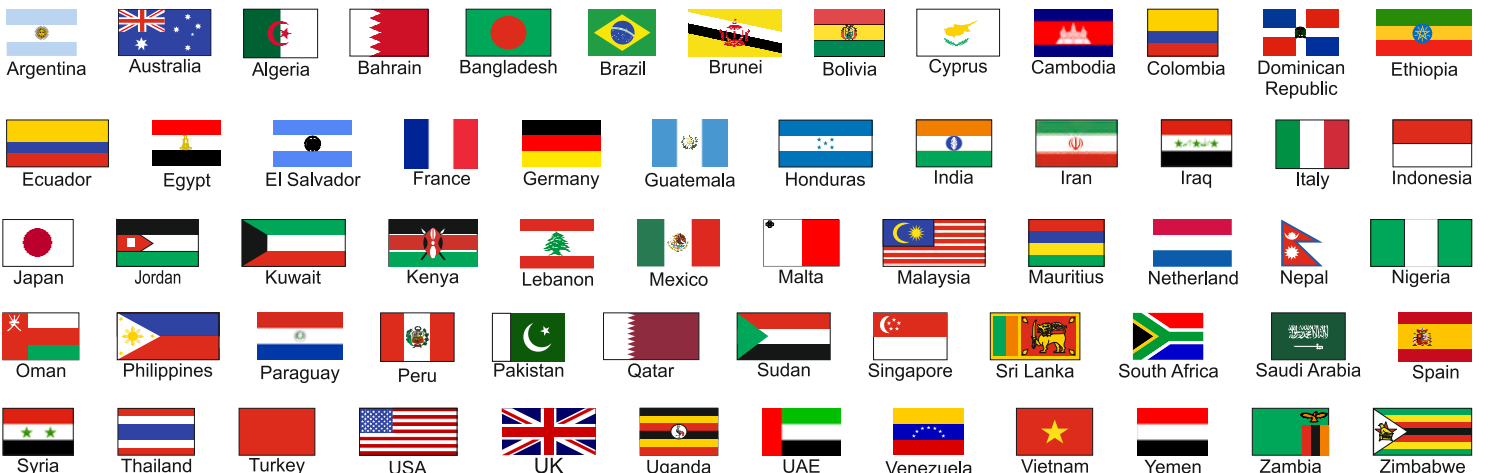 Argentina Australia Algeria Bahrain Bangladesh Brazil Brunei Bolivia Cyprus Cambodia Colombia Dominican Ethiopia
Republic
Ecuador Egypt El Salvador France Germany Guatemala Honduras India Iran Iraq Italy Indonesia
Japan Jordan Kuwait Kenya Lebanon Mexico Malta Malaysia Mauritius Netherland Nepal Nigeria
Oman Philippines Paraguay Peru Pakistan Qatar Sudan Singapore Sri Lanka South Africa Saudi Arabia Spain
Syria Thailand Turkey USA UK Uganda UAE Venezuela Vietnam Yemen Zambia Zimbabwe